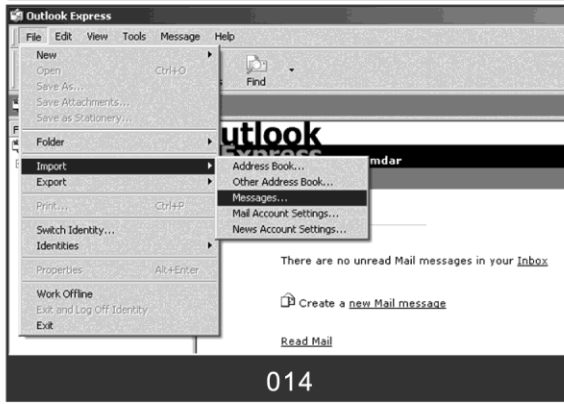 Outlook Express
File Edit View Tools Message Help
New
Open Ctrl+O
Save As...
Save Attachments...
Save as Stationery...
Find
Folder
utlook
Express
Import
mdar
Export
Address Book...
Other Address Book...
Messages...
Mail Account Settings...
News Account Settings...
Print... Ctrl+P
Switch Identity...
Identities
Properties Alt+Enter
Work Offline
Exit and Log Off Identity
Exit
There are no unread Mail messages in your Inbox
Create a new Mail message
Read Mail
014